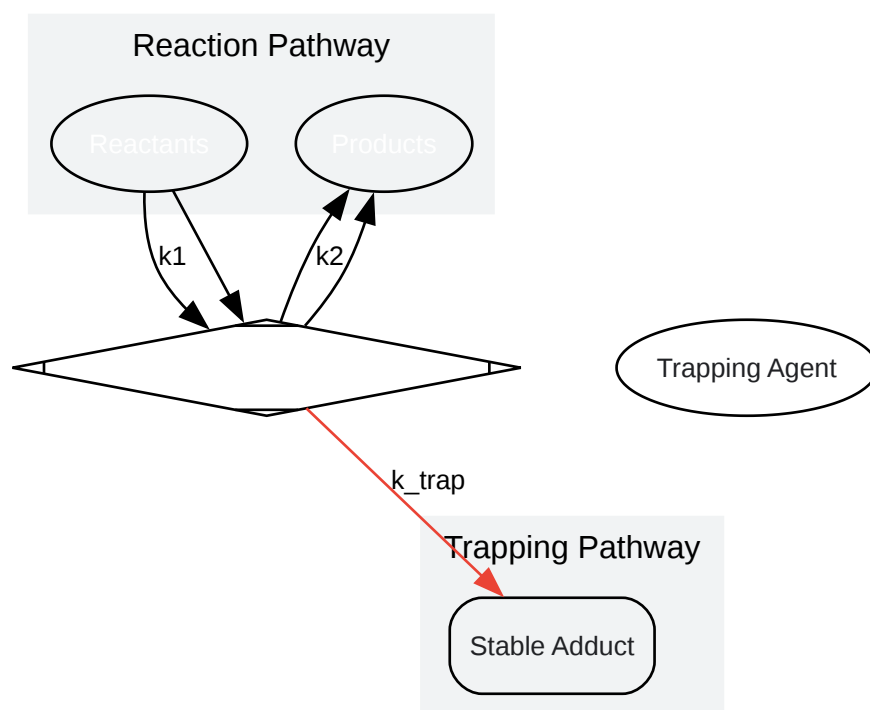 Reaction Pathway
Reactants
Products
k1
k2
Trapping Agent
k_trap
Trapping Pathway
Stable Adduct